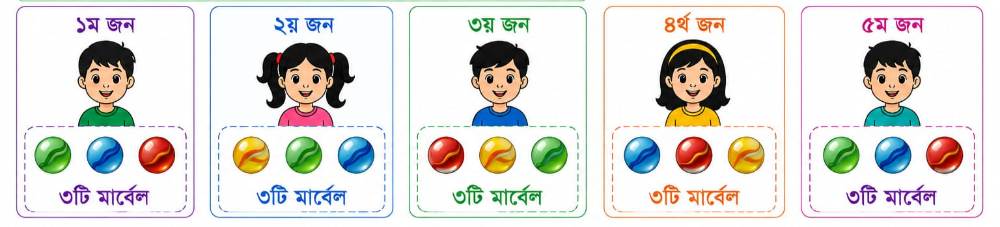 ১ম জন
৩টি মার্বেল
২য় জন
৩টি মার্বেল
৩য় জন
৩টি মার্বেল
৪র্থ জন
৩টি মার্বেল
৫ম জন
৩টি মার্বেল